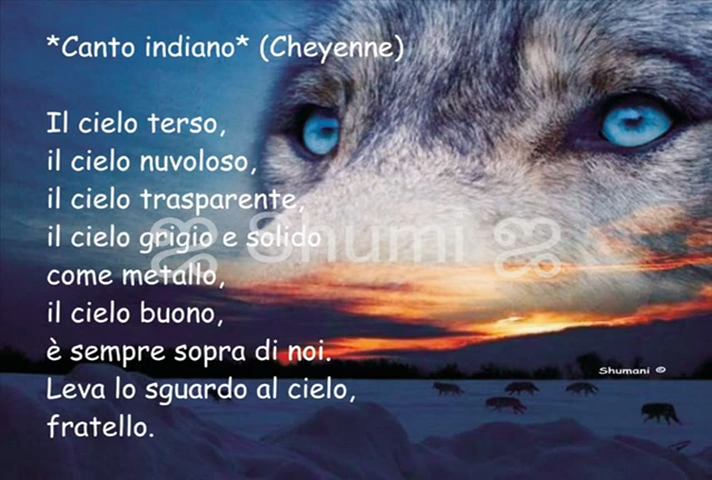 *Canto indiano* (Cheyenne)
Il cielo terso,
il cielo nuvoloso,
il cielo trasparente,
il cielo grigio e solido
come metallo,
il cielo buono,
è sempre sopra di noi.
Leva lo sguardo al cielo,
fratello.
Shumi
Shumani ©